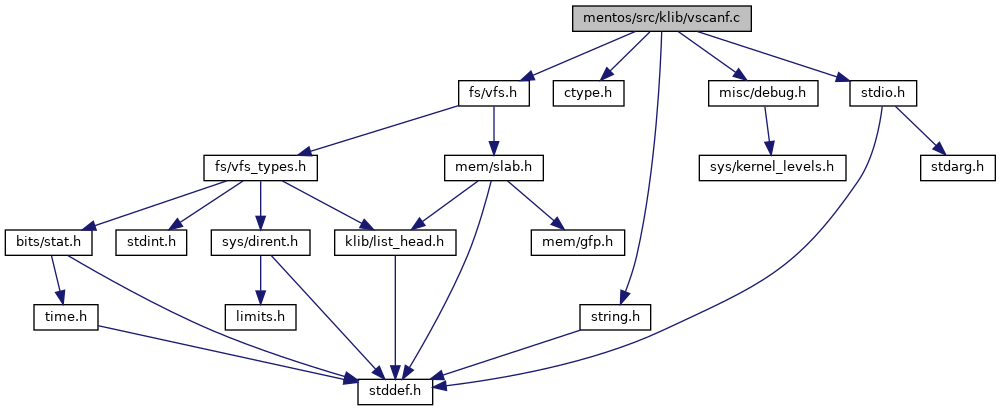 mentos/src/klib/vscanf.c
fs/vfs.h
ctype.h
misc/debug.h
stdio.h
fs/vfs_types.h
mem/slab.h
sys/kernel_levels.h
stdarg.h
bits/stat.h
stdint.h
sys/dirent.h
klib/list_head.h
mem/gfp.h
time.h
limits.h
string.h
stddef.h